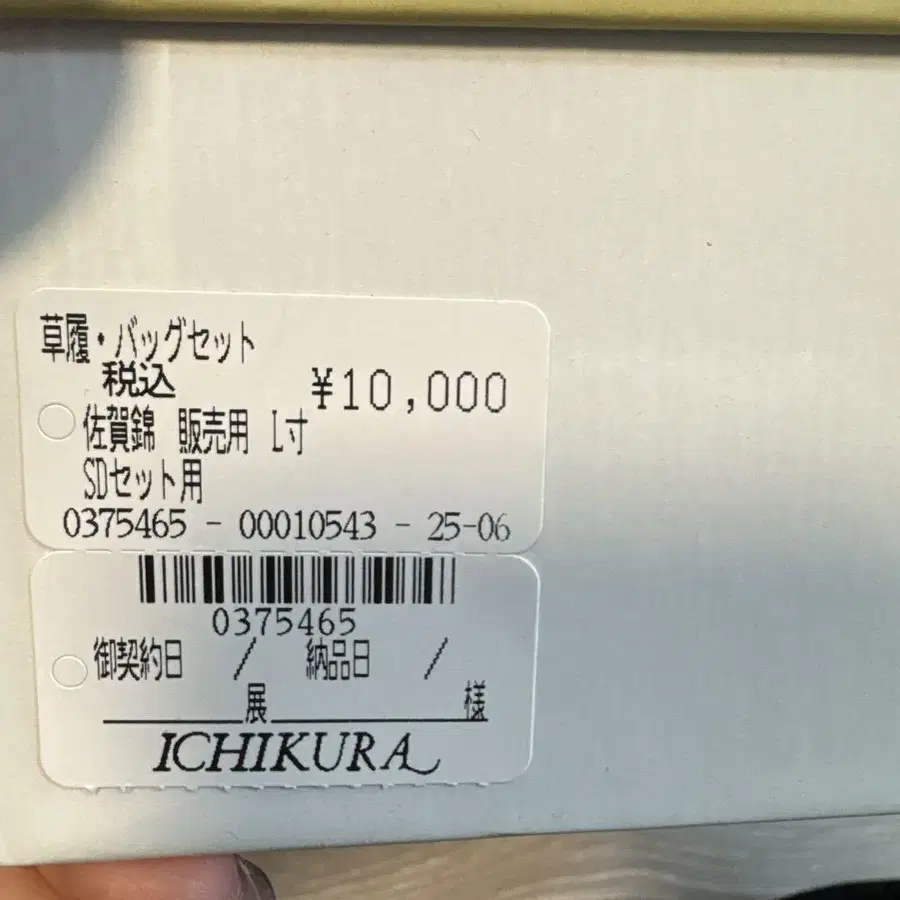 草履・バッグセット
税込 ¥10,000
佐賀錦 販売用 L寸
SDセット用
0375465 - 00010543 - 25-06
0375465
御契約日 / 納品日 /
展 様
ICHIKURA